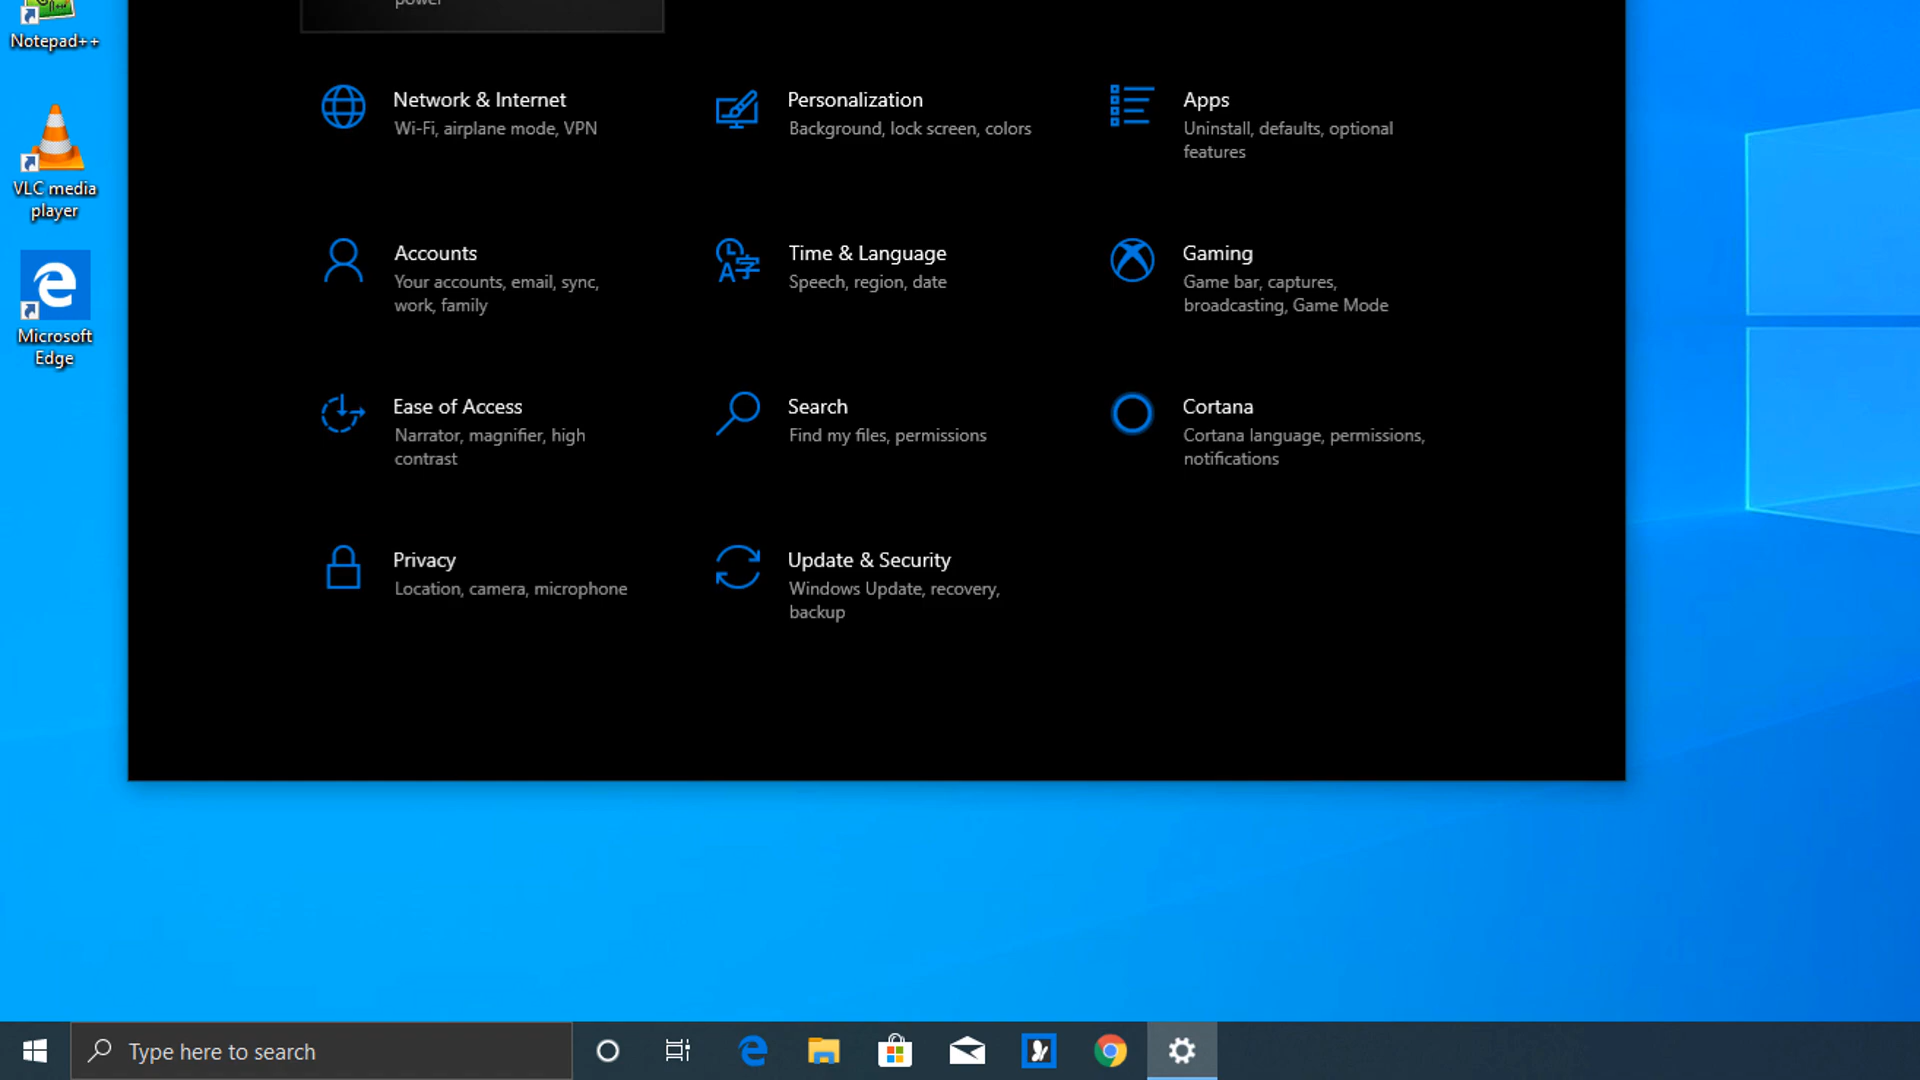 power
Notepad++
Network & Internet
Wi-Fi, airplane mode, VPN
Personalization
Background, lock screen, colors
Apps
Uninstall, defaults, optional
features
VLC media
player
Accounts
Your accounts, email, sync,
work, family
Time & Language
Speech, region, date
Gaming
Game bar, captures,
broadcasting, Game Mode
Microsoft
Edge
Ease of Access
Narrator, magnifier, high
contrast
Search
Find my files, permissions
Cortana
Cortana language, permissions,
notifications
Privacy
Location, camera, microphone
Update & Security
Windows Update, recovery,
backup
Type here to search